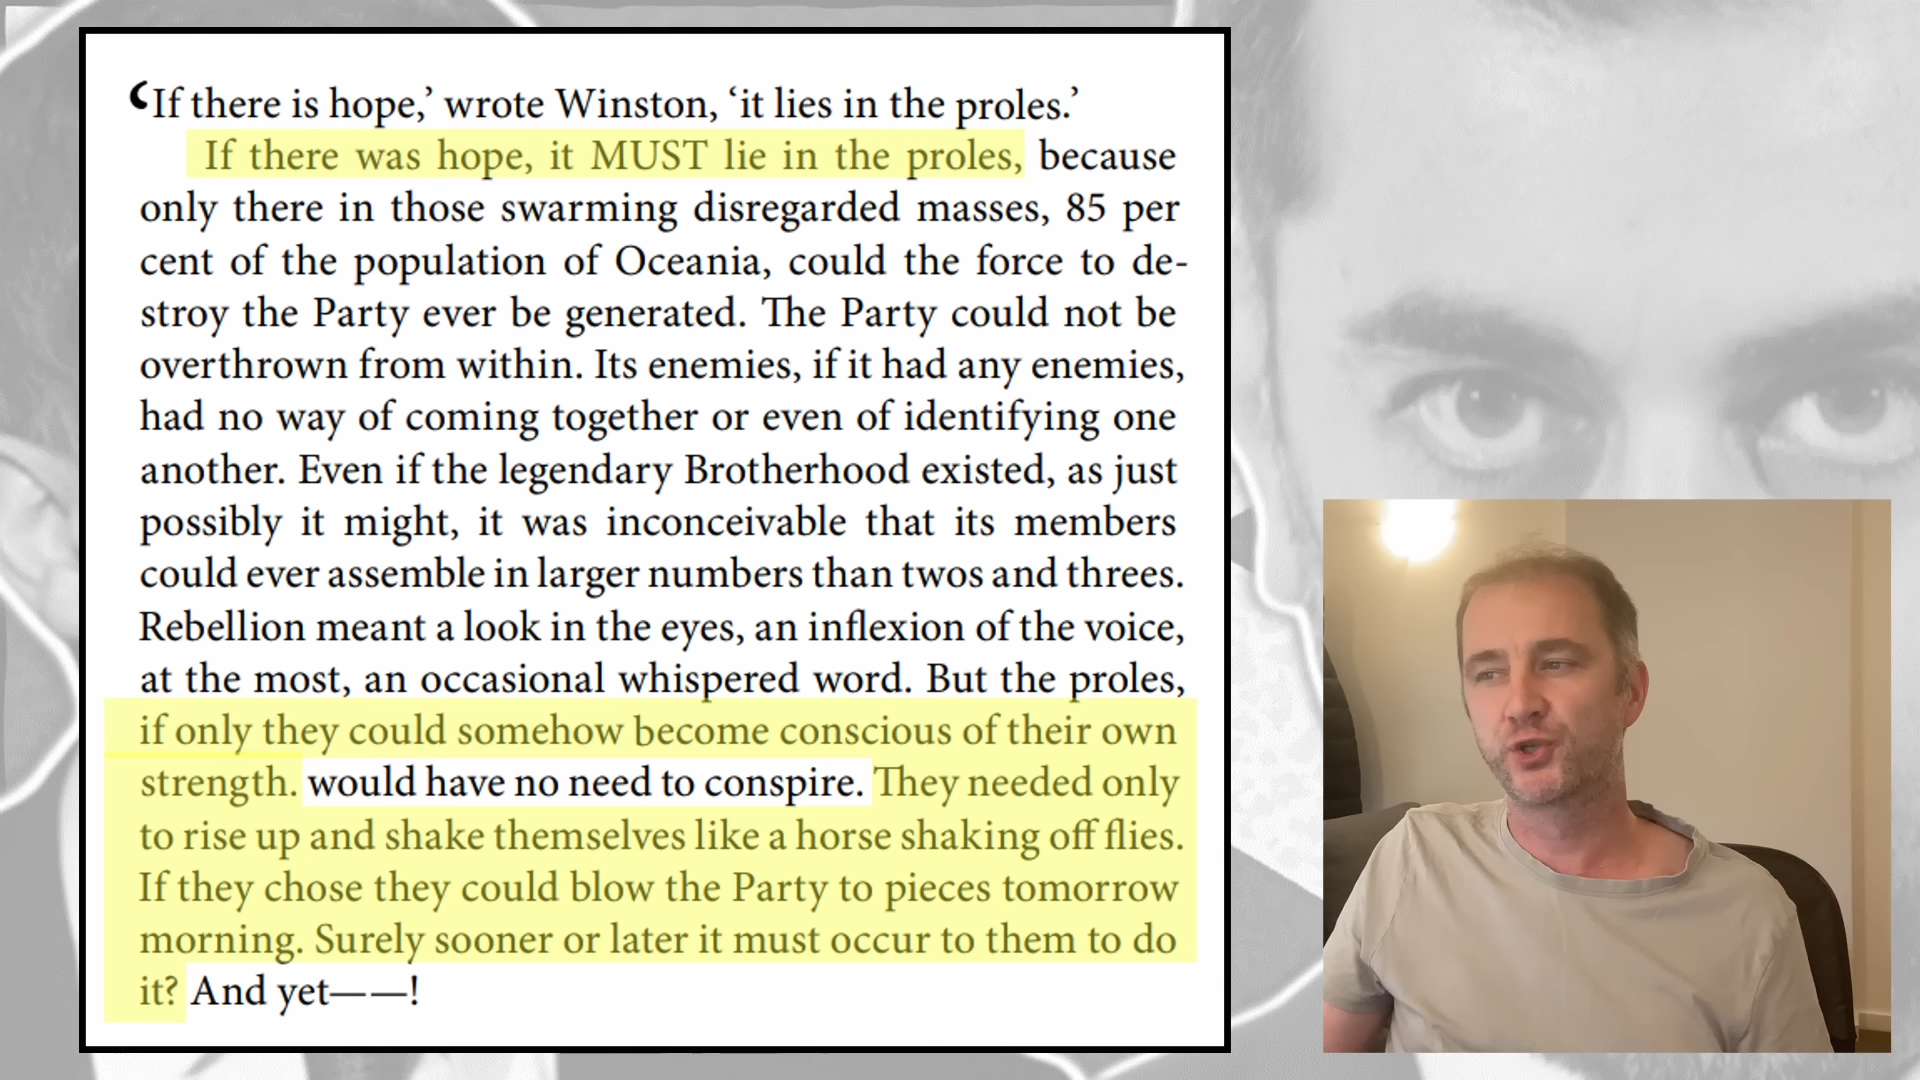 ‘If there is hope,’ wrote Winston, ‘it lies in the proles.’
If there was hope, it MUST lie in the proles, because
only there in those swarming disregarded masses, 85 per
cent of the population of Oceania, could the force to de-
stroy the Party ever be generated. The Party could not be
overthrown from within. Its enemies, if it had any enemies,
had no way of coming together or even of identifying one
another. Even if the legendary Brotherhood existed, as just
possibly it might, it was inconceivable that its members
could ever assemble in larger numbers than twos and threes.
Rebellion meant a look in the eyes, an inflexion of the voice,
at the most, an occasional whispered word. But the proles,
if only they could somehow become conscious of their own
strength. would have no need to conspire. They needed only
to rise up and shake themselves like a horse shaking off flies.
If they chose they could blow the Party to pieces tomorrow
morning. Surely sooner or later it must occur to them to do
it? And yet——!